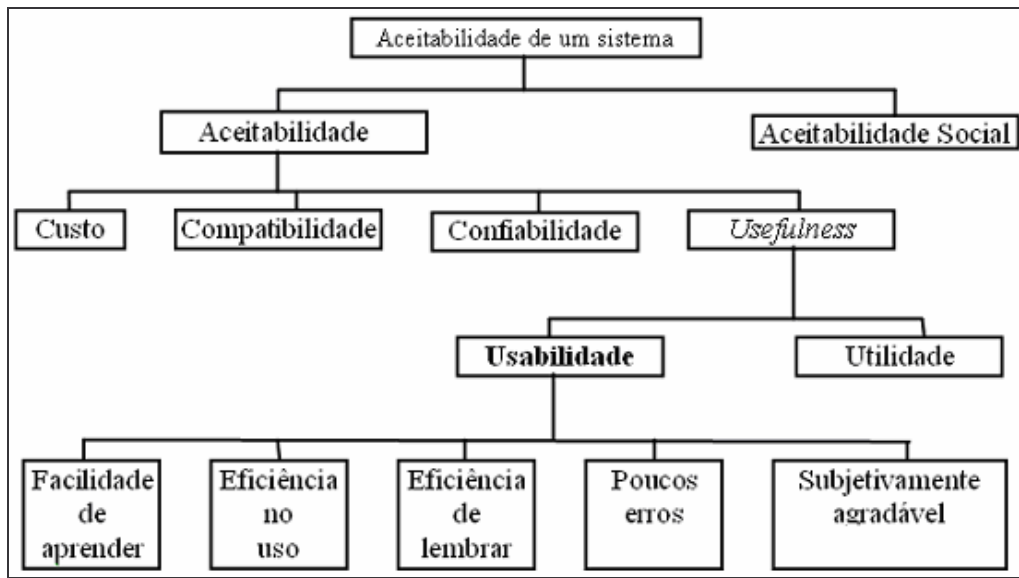 Aceitabilidade de um sistema
Aceitabilidade
Aceitabilidade Social
Custo
Compatibilidade
Confiabilidade
Usefulness
Usabilidade
Utilidade
Facilidade
de
aprender
Eficiência
no
uso
Eficiência
de
lembrar
Poucos
erros
Subjetivamente
agradável